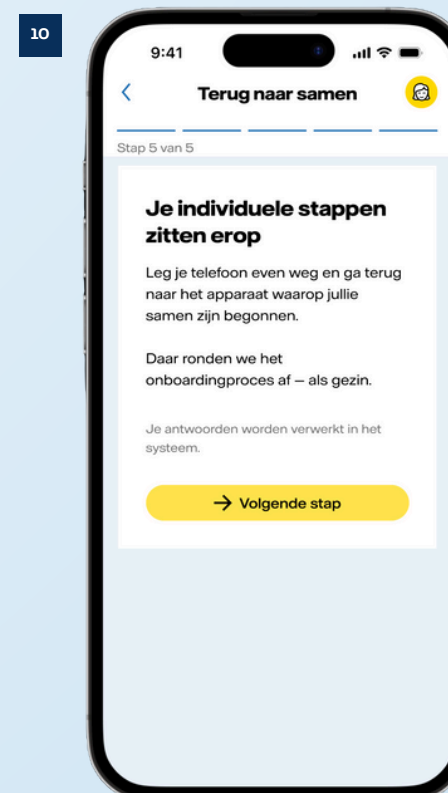 10
9:41
Terug naar samen
Stap 5 van 5
Je individuele stappen
zitten erop
Leg je telefoon even weg en ga terug
naar het apparaat waarop jullie
samen zijn begonnen.
Daar ronden we het
onboardingproces af – als gezin.
Je antwoorden worden verwerkt in het
systeem.
→ Volgende stap